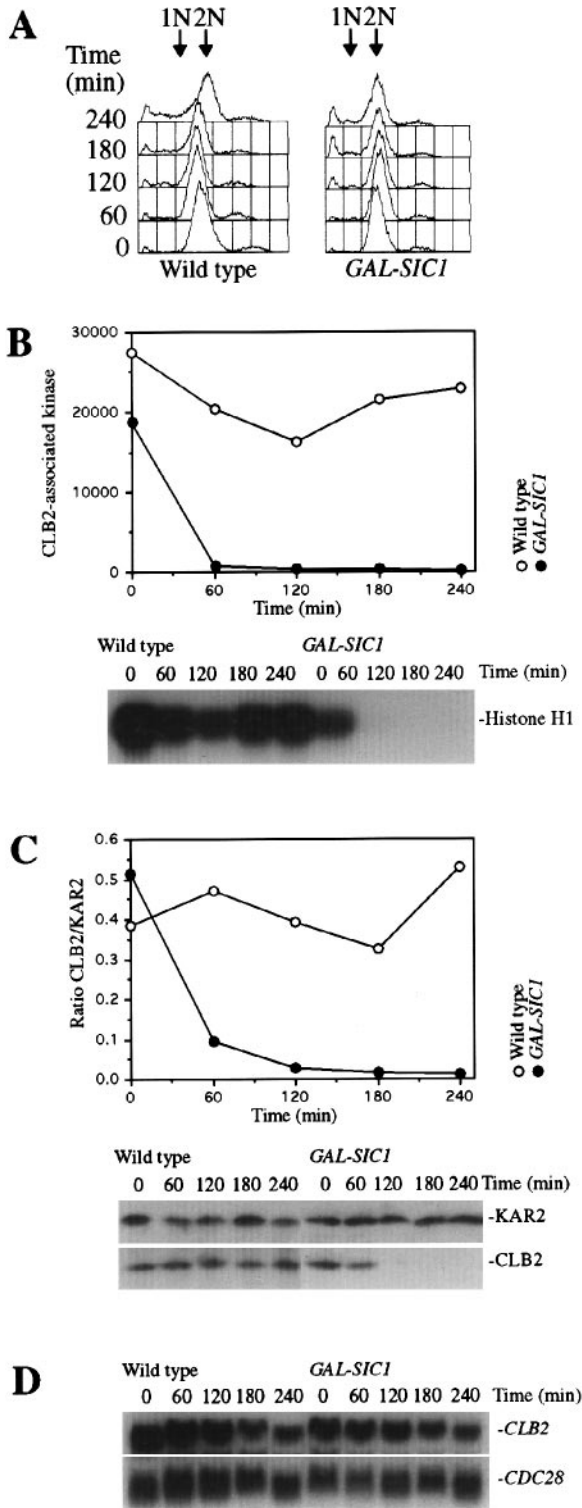 A
1N2N 1N2N
Time
(min)
240
180
120
60
0
Wild type GAL-SIC1
B
CLB2-associated kinase
30000
20000
10000
0
0 60 120 180 240
Time (min)
Wild type
GAL-SIC1
Wild type GAL-SIC1
0 60 120 180 240 0 60 120 180 240 Time (min)
-Histone H1
C
Ratio CLB2/KAR2
0.6
0.5
0.4
0.3
0.2
0.1
0.0
0 60 120 180 240
Time (min)
Wild type
GAL-SIC1
Wild type GAL-SIC1
0 60 120 180 240 0 60 120 180 240 Time (min)
-KAR2
-CLB2
D
Wild type GAL-SIC1
0 60 120 180 240 0 60 120 180 240 Time (min)
-CLB2
-CDC28